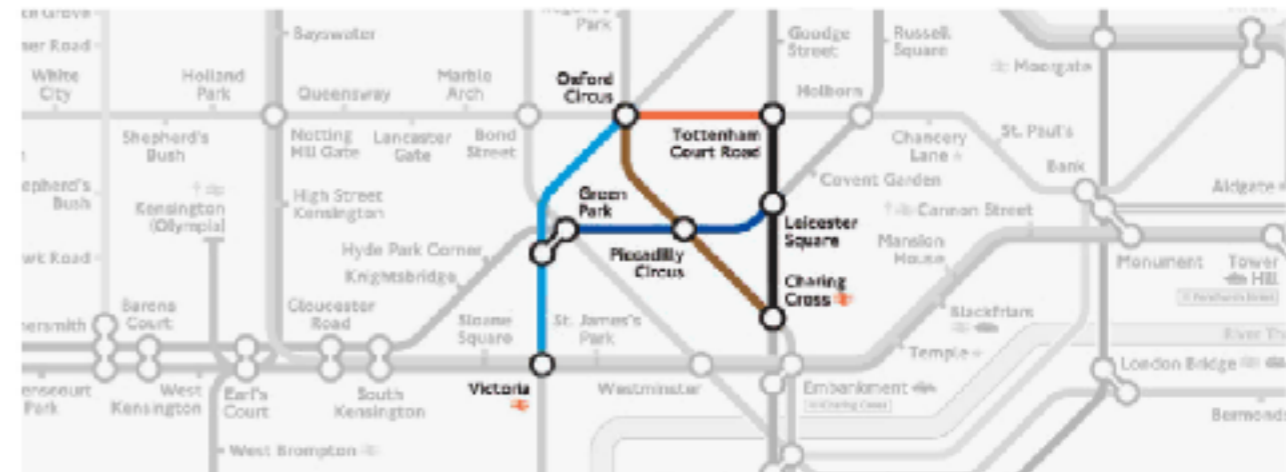 Park
Goodge
Street
Russell
Square
Bayswater
Moorgate
White
City
Holland
Park
Queensway
Marble
Arch
Oxford
Circus
Holborn
Shepherd's
Bush
Notting
Hill Gate
Lancaster
Gate
Bond
Street
Tottenham
Court Road
Chancery
Lane
St. Paul's
Bank
Covent Garden
Aldgate
Kensington
(Olympia)
High Street
Kensington
Green
Park
Cannon Street
Leicester
Square
Hyde Park Corner
Piccadilly
Circus
Mansion
House
Knightsbridge
Charing
Cross
Monument
Tower
Hill
Barons
Court
Gloucester
Road
Sloane
Square
St. James's
Park
Blackfriars
Temple
London Bridge
West
Kensington
Earl's
Court
South
Kensington
Victoria
Westminster
Embankment
West Brompton